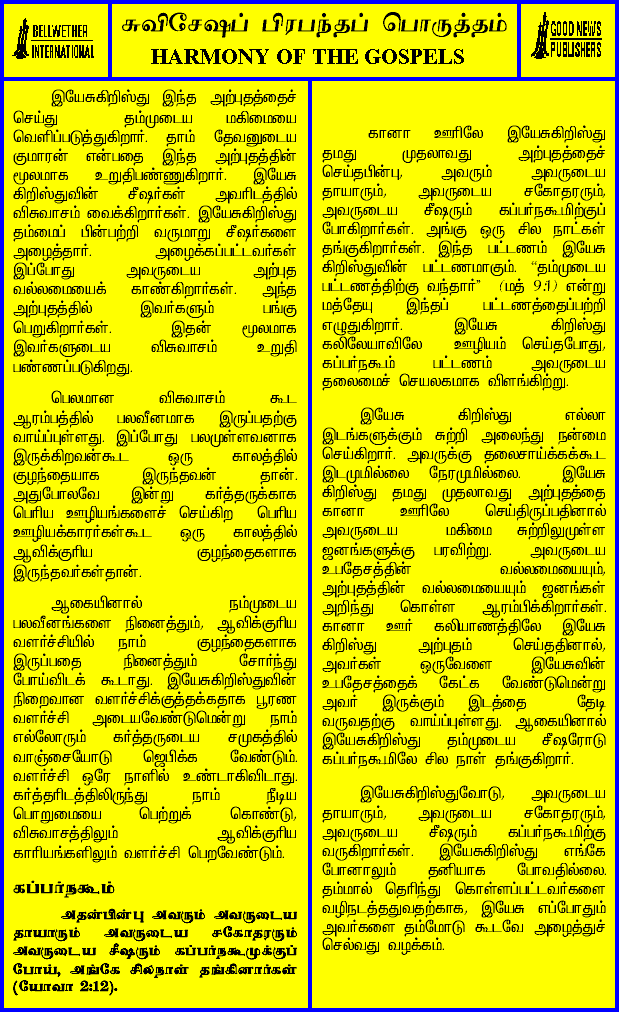 BELLWETHER
INTERNATIONAL
சுவிசேஷப் பிரபந்தப் பொருத்தம்
HARMONY OF THE GOSPELS
GOOD NEWS
PUBLISHERS
இயேசுகிறிஸ்து இந்த அற்புதத்தைச்
செய்து தம்முடைய மகிமையை
வெளிப்படுத்துகிறார். தாம் தேவனுடைய
குமாரன் என்பதை இந்த அற்புதத்தின்
மூலமாக உறுதிபண்ணுகிறார். இயேசு
கிறிஸ்துவின் சீஷர்கள் அவரிடத்தில்
விசுவாசம் வைக்கிறார்கள். இயேசுகிறிஸ்து
தம்மைப் பின்பற்றி வருமாறு சீஷர்களை
அழைத்தார். அழைக்கப்பட்டவர்கள்
இப்போது அவருடைய அற்புத
வல்லமையைக் காண்கிறார்கள். அந்த
அற்புதத்தில் இவர்களும் பங்கு
பெறுகிறார்கள். இதன் மூலமாக
இவர்களுடைய விசுவாசம் உறுதி
பண்ணப்படுகிறது.
பெலமான விசுவாசம் கூட
ஆரம்பத்தில் பலவீனமாக இருப்பதற்கு
வாய்ப்புள்ளது. இப்போது பலமுள்ளவனாக
இருக்கிறவன்கூட ஒரு காலத்தில்
குழந்தையாக இருந்தவன் தான்.
அதுபோலவே இன்று கர்த்தருக்காக
பெரிய ஊழியங்களைச் செய்கிற பெரிய
ஊழியக்காரர்கள்கூட ஒரு காலத்தில்
ஆவிக்குரிய குழந்தைகளாக
இருந்தவர்கள்தான்.
ஆகையினால் நம்முடைய
பலவீனங்களை நினைத்தும், ஆவிக்குரிய
வளர்ச்சியில் நாம் குழந்தைகளாக
இருப்பதை நினைத்தும் சோர்ந்து
போய்விடக் கூடாது. இயேசுகிறிஸ்துவின்
நிறைவான வளர்ச்சிக்குத்தக்கதாக பூரண
வளர்ச்சி அடையவேண்டுமென்று நாம்
எல்லோரும் கர்த்தருடைய சமுகத்தில்
வாஞ்சையோடு ஜெபிக்க வேண்டும்.
வளர்ச்சி ஒரே நாளில் உண்டாகிவிடாது.
கர்த்தரிடத்திலிருந்து நாம் நீடிய
பொறுமையை பெற்றுக் கொண்டு,
விசுவாசத்திலும் ஆவிக்குரிய
காரியங்களிலும் வளர்ச்சி பெறவேண்டும்.
கப்பர்நகூம்
அதன்பின்பு அவரும் அவருடைய
தாயாரும் அவருடைய சகோதரரும்
அவருடைய சீஷரும் கப்பர்நகூமுக்குப்
போய், அங்கே சிலநாள் தங்கினார்கள்
(யோவா 2:12).
கானா ஊரிலே இயேசுகிறிஸ்து
தமது முதலாவது அற்புதத்தைச்
செய்தபின்பு, அவரும் அவருடைய
தாயாரும், அவருடைய சகோதரரும்,
அவருடைய சீஷரும் கப்பர்நகூமிற்குப்
போகிறார்கள். அங்கு ஒரு சில நாட்கள்
தங்குகிறார்கள். இந்த பட்டணம் இயேசு
கிறிஸ்துவின் பட்டணமாகும். “தம்முடைய
பட்டணத்திற்கு வந்தார்” (மத் 9:1) என்று
மத்தேயு இந்தப் பட்டணத்தைப்பற்றி
எழுதுகிறார். இயேசு கிறிஸ்து
கலிலேயாவிலே ஊழியம் செய்தபோது,
கப்பர்நகூம் பட்டணம் அவருடைய
தலைமைச் செயலகமாக விளங்கிற்று.
இயேசு கிறிஸ்து எல்லா
இடங்களுக்கும் சுற்றி அலைந்து நன்மை
செய்கிறார். அவருக்கு தலைசாய்க்கக்கூட
இடமுமில்லை நேரமுமில்லை. இயேசு
கிறிஸ்து தமது முதலாவது அற்புதத்தை
கானா ஊரிலே செய்திருப்பதினால்
அவருடைய மகிமை சுற்றிலுமுள்ள
ஜனங்களுக்கு பரவிற்று. அவருடைய
உபதேசத்தின் வல்லமையையும்,
அற்புதத்தின் வல்லமையையும் ஜனங்கள்
அறிந்து கொள்ள ஆரம்பிக்கிறார்கள்.
கானா ஊர் கலியாணத்திலே இயேசு
கிறிஸ்து அற்புதம் செய்ததினால்,
அவர்கள் ஒருவேளை இயேசுவின்
உபதேசத்தைக் கேட்க வேண்டுமென்று
அவர் இருக்கும் இடத்தை தேடி
வருவதற்கு வாய்ப்புள்ளது. ஆகையினால்
இயேசுகிறிஸ்து தம்முடைய சீஷரோடு
கப்பர்நகூமிலே சில நாள் தங்குகிறார்.
இயேசுகிறிஸ்துவோடு, அவருடைய
தாயாரும், அவருடைய சகோதரரும்,
அவருடைய சீஷரும் கப்பர்நகூமிற்கு
வருகிறார்கள். இயேசுகிறிஸ்து எங்கே
போனாலும் தனியாக போவதில்லை.
தம்மால் தெரிந்து கொள்ளப்பட்டவர்களை
வழிநடத்ததுவதற்காக, இயேசு எப்போதும்
அவர்களை தம்மோடு கூடவே அழைத்துச்
செல்வது வழக்கம்.